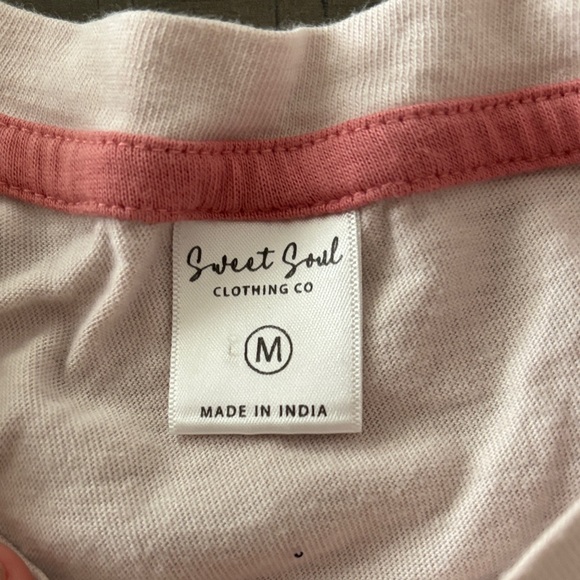 Sweet Soul
CLOTHING CO
M
MADE IN INDIA